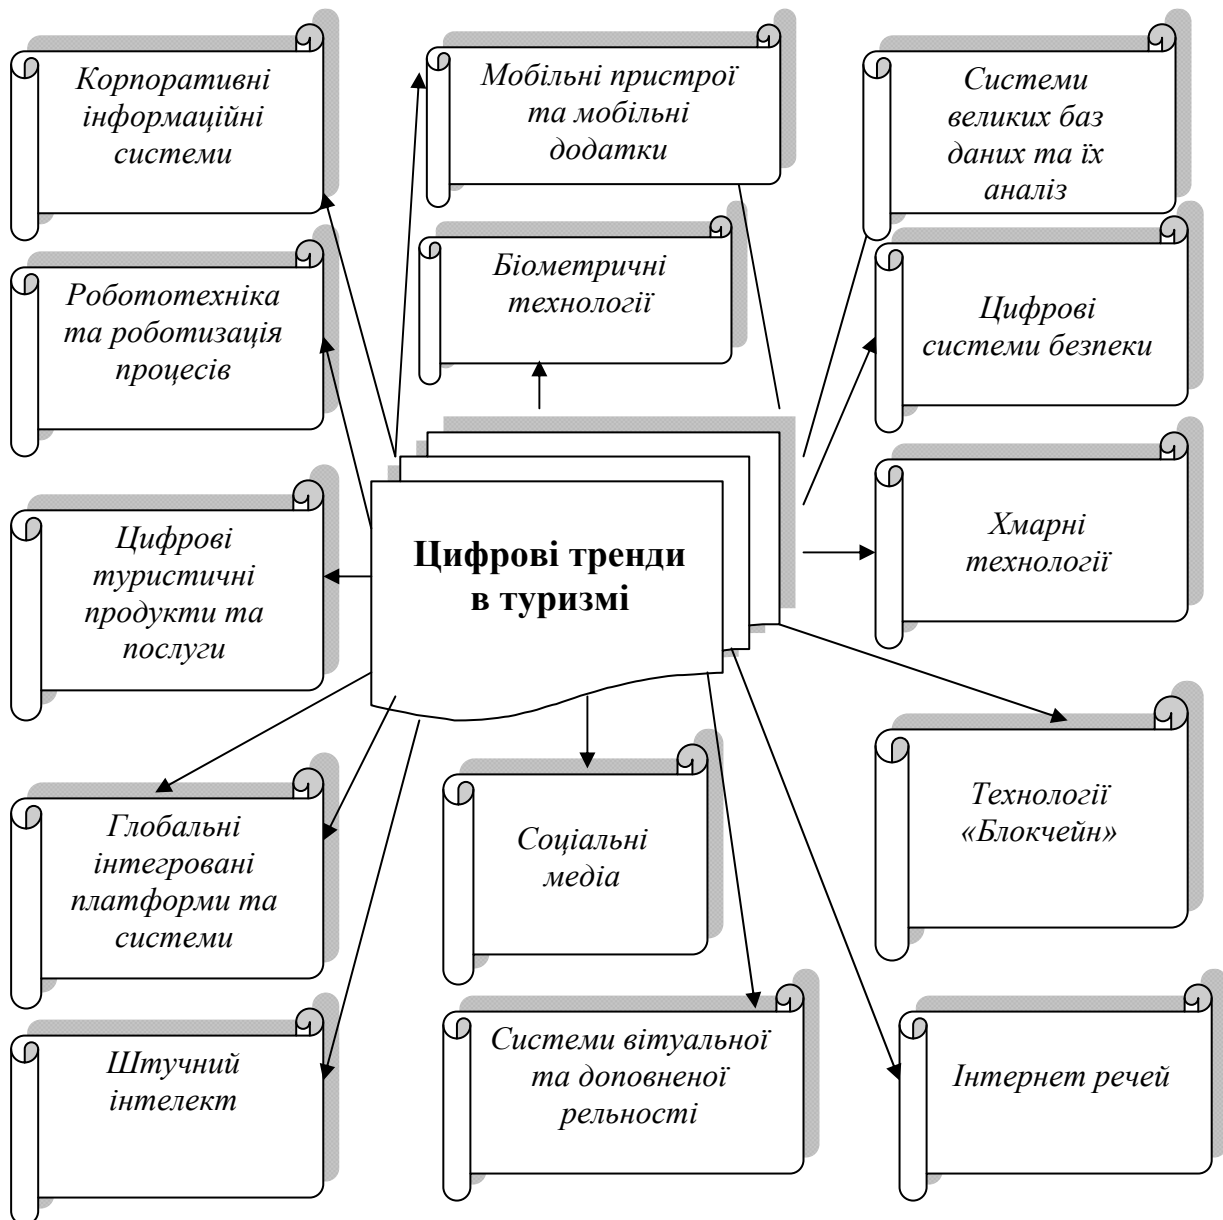 Корпоративні
інформаційні
системи
Мобільні пристрої
та мобільні
додатки
Системи
великих баз
даних та їх
аналіз
Робототехніка
та роботизація
процесів
Біометричні
технології
Цифрові
системи безпеки
Цифрові
туристичні
продукти та
послуги
Цифрові тренди
в туризмі
Хмарні
технології
Глобальні
інтегровані
платформи та
системи
Соціальні
медіа
Технології
«Блокчейн»
Штучний
інтелект
Системи вітуальної
та доповненої
рельності
Інтернет речей